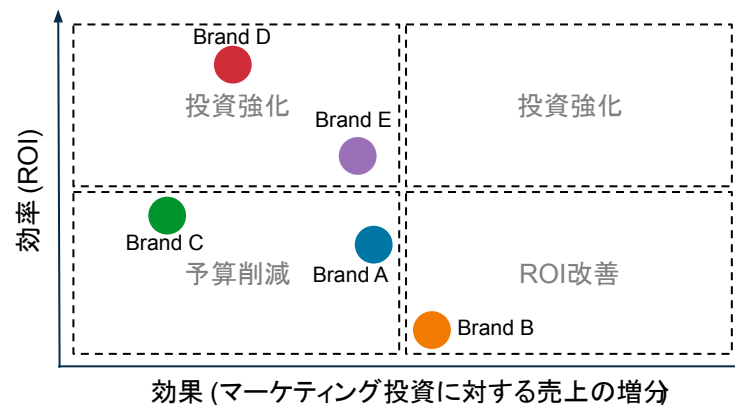 Brand D
投資強化
投資強化
Brand E
効率 (ROI)
Brand C
予算削減
Brand A
ROI改善
Brand B
効果 (マーケティング投資に対する売上の増分)